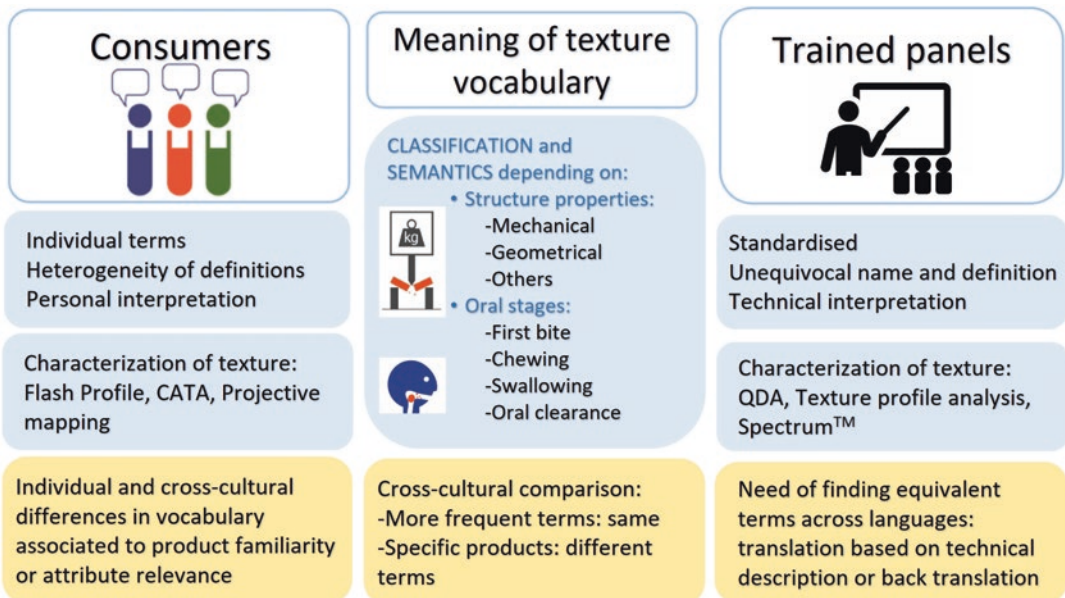 Consumers
Individual terms
Heterogeneity of definitions
Personal interpretation
Characterization of texture:
Flash Profile, CATA, Projective
mapping
Individual and cross-cultural
differences in vocabulary
associated to product familiarity
or attribute relevance
Meaning of texture
vocabulary
CLASSIFICATION and
SEMANTICS depending on:
• Structure properties:
-Mechanical
-Geometrical
-Others
kg
• Oral stages:
-First bite
-Chewing
-Swallowing
-Oral clearance
Cross-cultural comparison:
-More frequent terms: same
-Specific products: different
terms
Trained panels
Standardised
Unequivocal name and definition
Technical interpretation
Characterization of texture:
QDA, Texture profile analysis,
Spectrum™
Need of finding equivalent
terms across languages:
translation based on technical
description or back translation